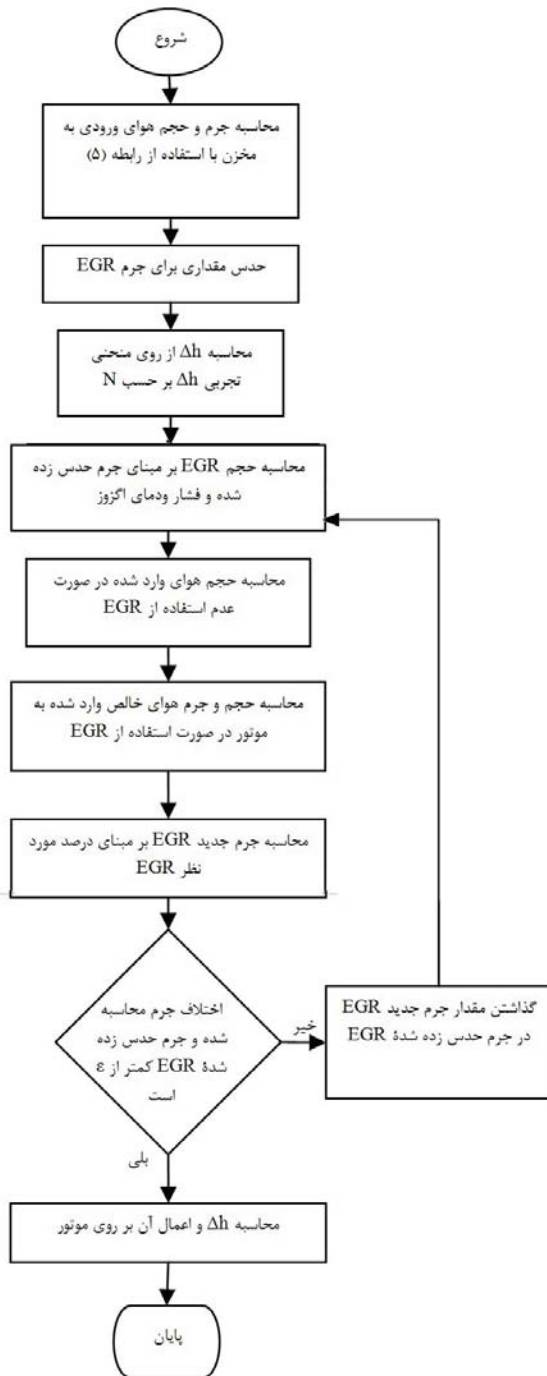 شروع
محاسبه جرم و حجم هوای ورودی به
مخزن با استفاده از رابطه (۵)
حدس مقداری برای جرم EGR
محاسبه Δh از روی منحنی
تجربی Δh بر حسب N
محاسبه حجم EGR بر مبنای جرم حدس زده
شده و فشار ودمای اگزوز
محاسبه حجم هوای وارد شده در صورت
عدم استفاده از EGR
محاسبه حجم و جرم هوای خالص وارد شده به
موتور در صورت استفاده از EGR
محاسبه جرم جدید EGR بر مبنای درصد مورد
نظر EGR
اختلاف جرم محاسبه
شده و جرم حدس زده
شدۀ EGR کمتر از ε
است
خیر
گذاشتن مقدار جرم جدید EGR
در جرم حدس زده شدۀ EGR
بلی
محاسبه Δh و اعمال آن بر روی موتور
پایان